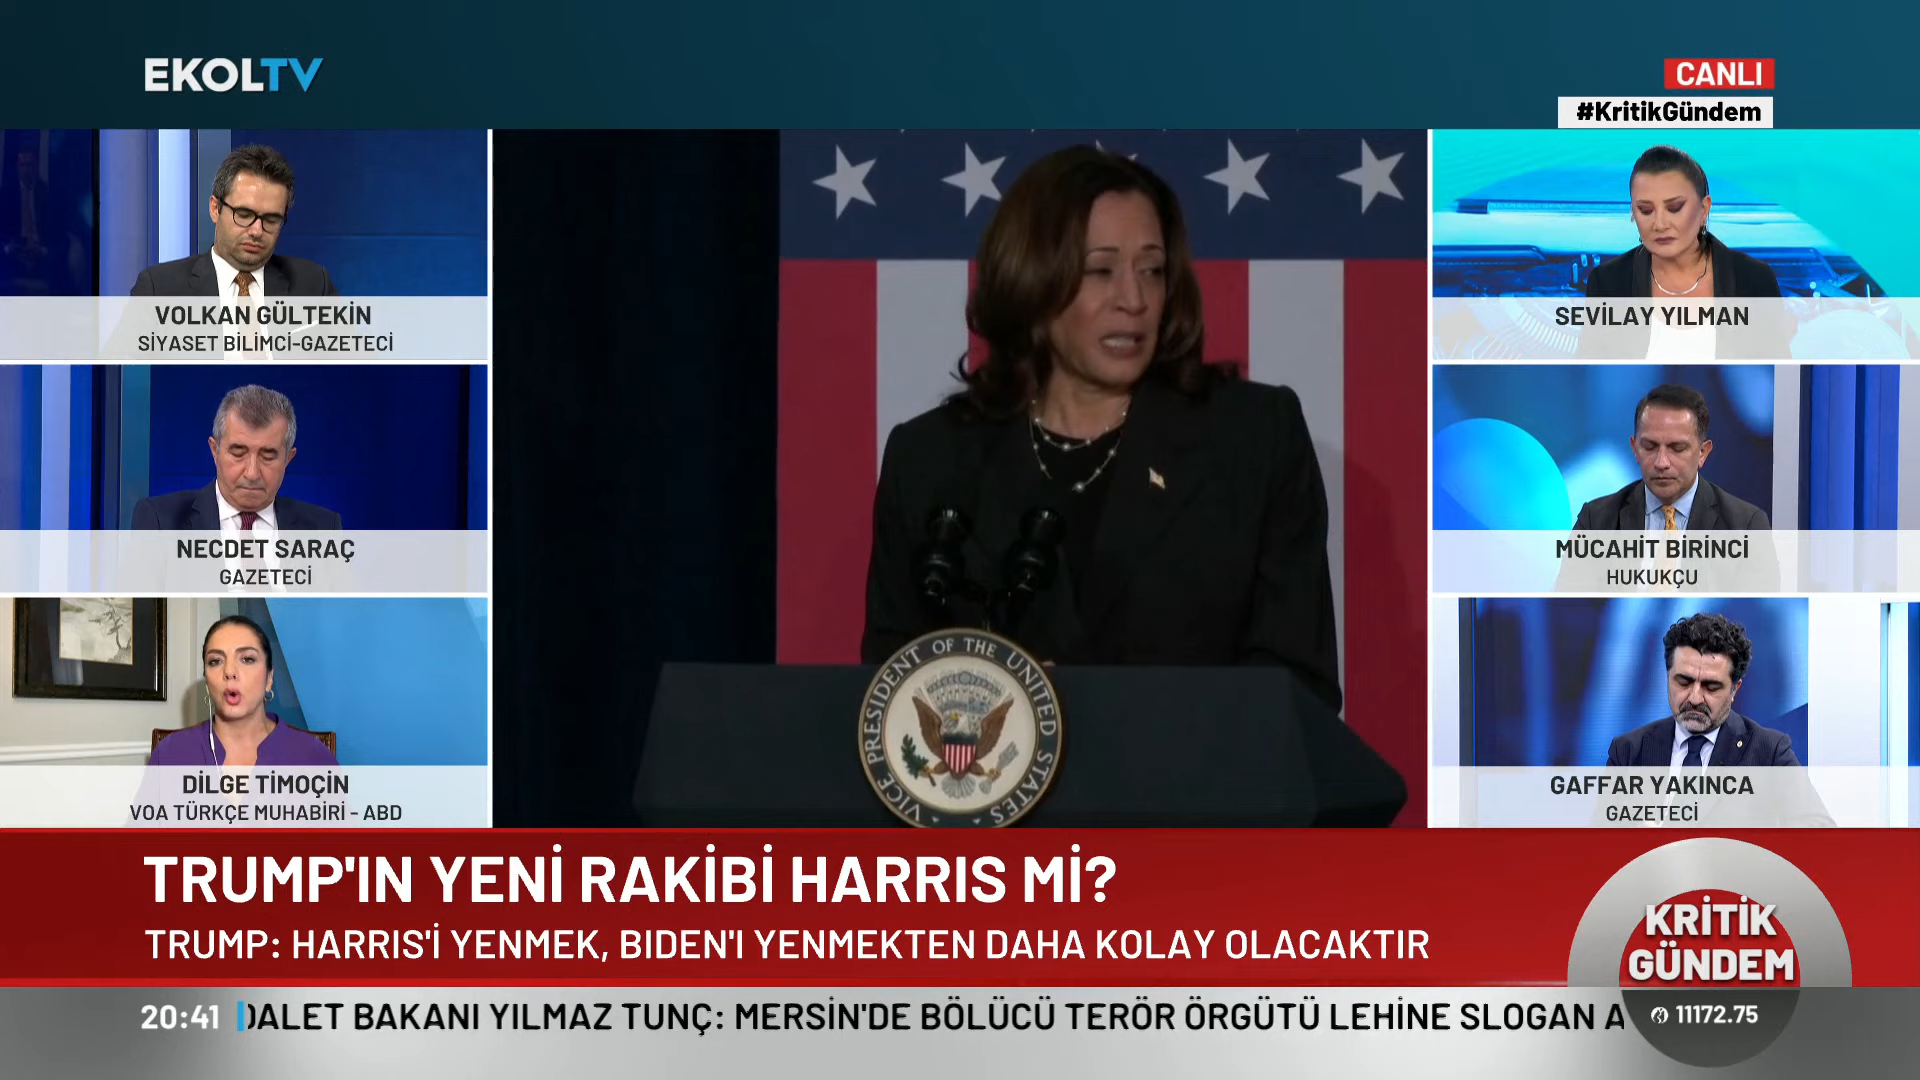 EKOLTV
CANLI
#KritikGündem
VOLKAN GÜLTEKİN
SİYASET BİLİMCİ-GAZETECİ
NECDET SARAÇ
GAZETECİ
DİLGE TİMOÇİN
VOA TÜRKÇE MUHABİRİ - ABD
VICE PRESIDENT OF THE UNITED STATES
SEVİLAY YILMAN
MÜCAHİT BİRİNCİ
HUKUKÇU
GAFFAR YAKINCA
GAZETECİ
TRUMP'IN YENİ RAKİBİ HARRIS Mİ?
TRUMP: HARRIS'İ YENMEK, BIDEN'I YENMEKTEN DAHA KOLAY OLACAKTIR
KRİTİK
GÜNDEM
20:41
DALET BAKANI YILMAZ TUNÇ: MERSİN'DE BÖLÜCÜ TERÖR ÖRGÜTÜ LEHİNE SLOGAN A
11172.75